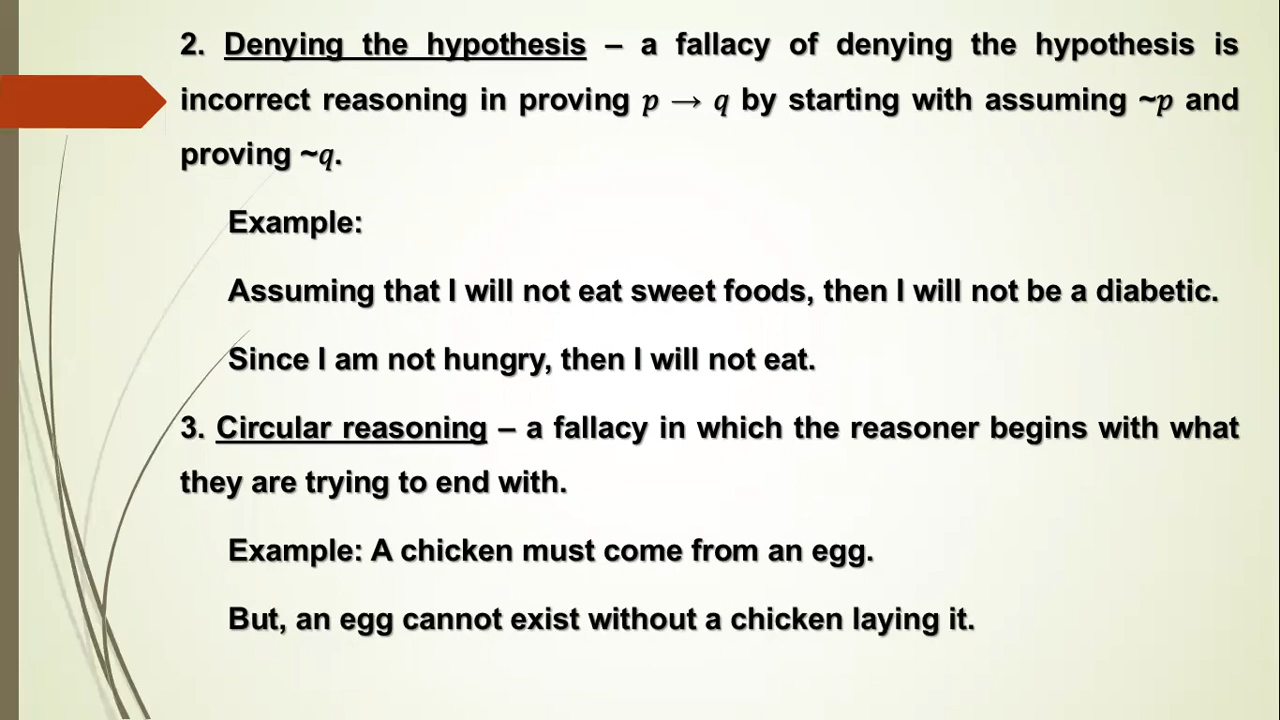 2. Denying the hypothesis – a fallacy of denying the hypothesis is
incorrect reasoning in proving p → q by starting with assuming ~p and
proving ~q.
Example:
Assuming that I will not eat sweet foods, then I will not be a diabetic.
Since I am not hungry, then I will not eat.
3. Circular reasoning – a fallacy in which the reasoner begins with what
they are trying to end with.
Example: A chicken must come from an egg.
But, an egg cannot exist without a chicken laying it.